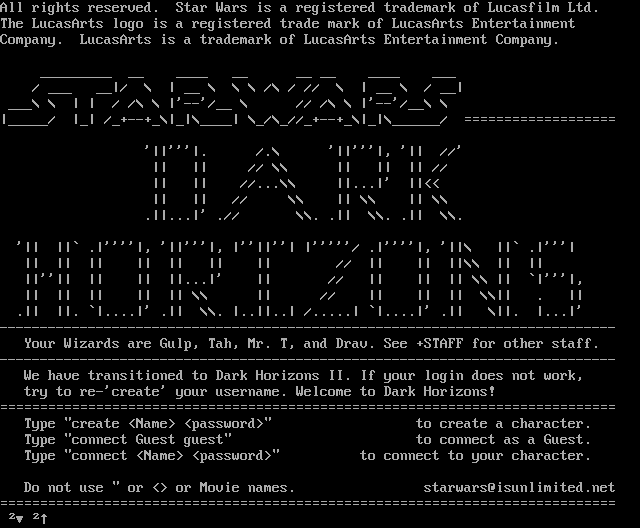 All rights reserved.  Star Wars is a registered trademark of Lucasfilm Ltd.
The LucasArts logo is a registered trade mark of LucasArts Entertainment
Company.  LucasArts is a trademark of LucasArts Entertainment Company.
STAR WARS
DARK
HORIZONS
Your Wizards are Gulp, Tah, Mr. T, and Drav. See +STAFF for other staff.
We have transitioned to Dark Horizons II. If your login does not work,
try to re-'create' your username. Welcome to Dark Horizons!
Type "create <Name> <password>" to create a character.
Type "connect Guest guest" to connect as a Guest.
Type "connect <Name> <password>" to connect to your character.
Do not use " or <> or Movie names. starwars@isunlimited.net
²▼ ²↑